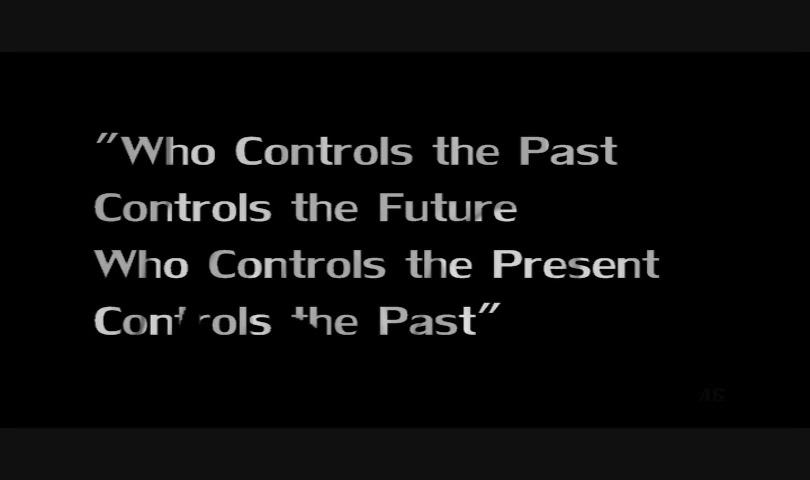 "Who Controls the Past
Controls the Future
Who Controls the Present
Controls the Past"